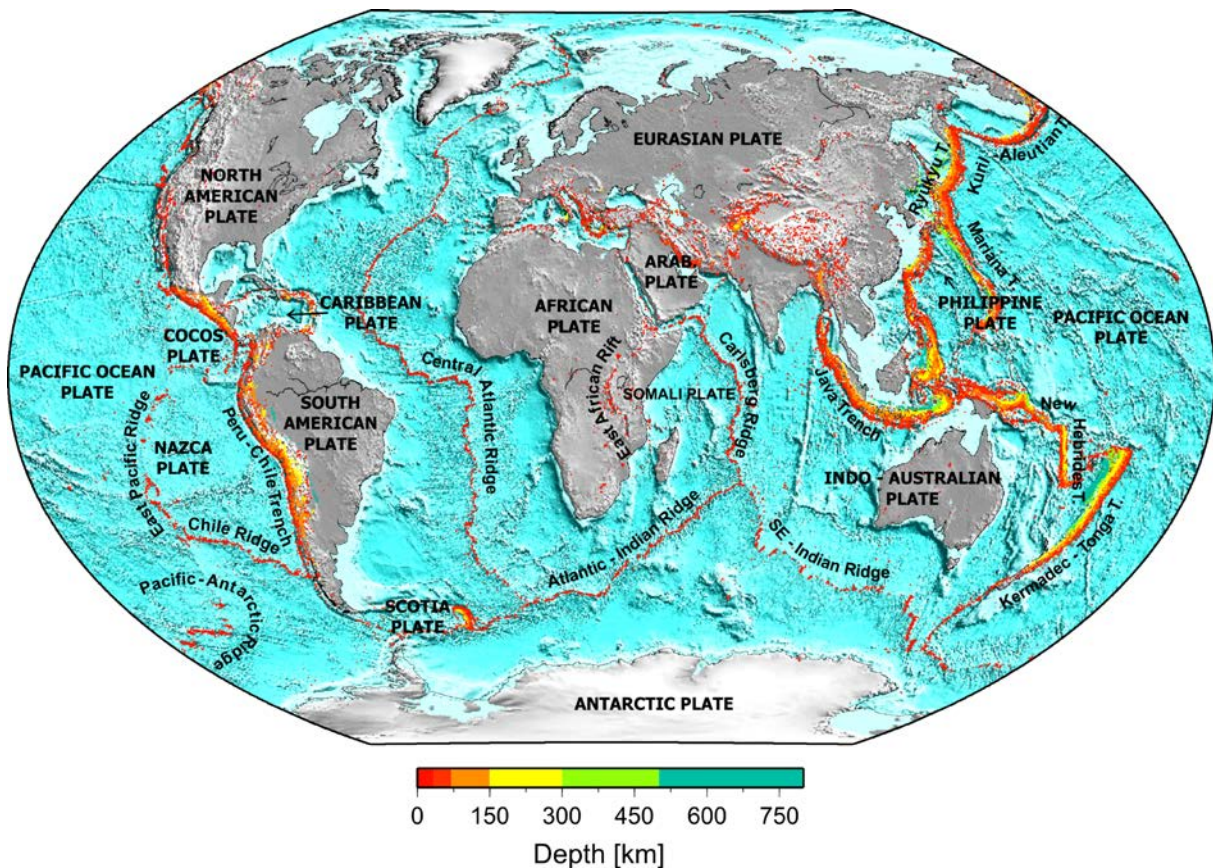 EURASIAN PLATE
NORTH
AMERICAN
PLATE
Ryukyu T.
Kuril
-Aleutian T.
ARAB.
PLATE
Mariana T.
CARIBBEAN
PLATE
AFRICAN
PLATE
PHILIPPINE
PLATE
COCOS
PLATE
PACIFIC OCEAN
PLATE
PACIFIC OCEAN
PLATE
Central Atlantic Ridge
East African Rift
SOMALI PLATE
Carlsberg Ridge
Java Trench
New
Hebrides T.
SOUTH
AMERICAN
PLATE
Peru - Chile Trench
East Pacific Ridge
NAZCA
PLATE
INDO - AUSTRALIAN
PLATE
Chile Ridge
Atlantic - Indian Ridge
SE - Indian Ridge
Kermadec - Tonga T.
Pacific - Antarctic Ridge
SCOTIA
PLATE
ANTARCTIC PLATE
0 150 300 450 600 750
Depth [km]